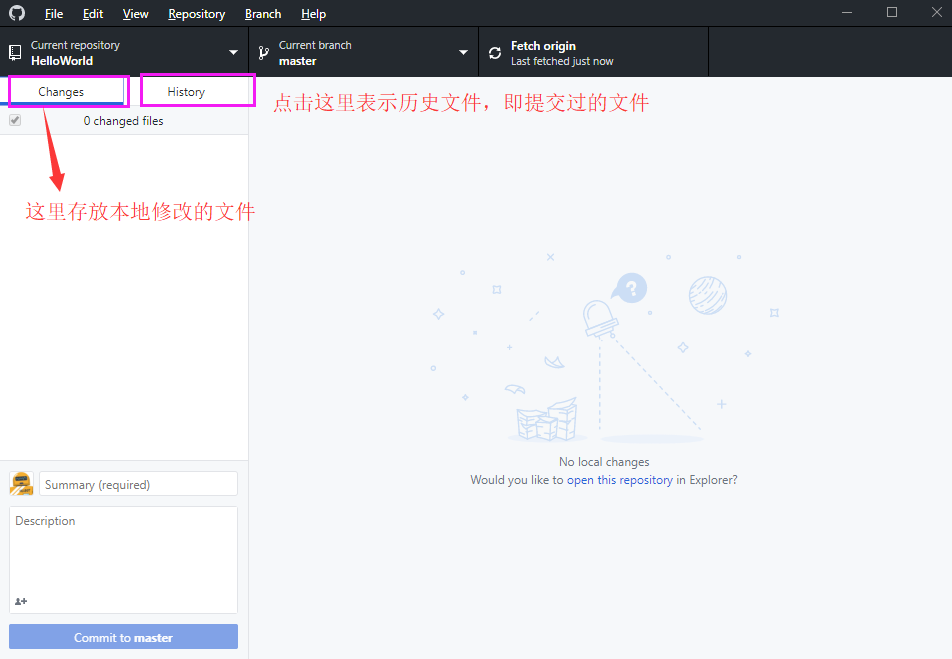 File Edit View Repository Branch Help
Current repository
HelloWorld
Current branch
master
Fetch origin
Last fetched just now
Changes
History
点击这里表示历史文件，即提交过的文件
0 changed files
这里存放本地修改的文件
?
No local changes
Would you like to open this repository in Explorer?
Summary (required)
Description
Commit to master